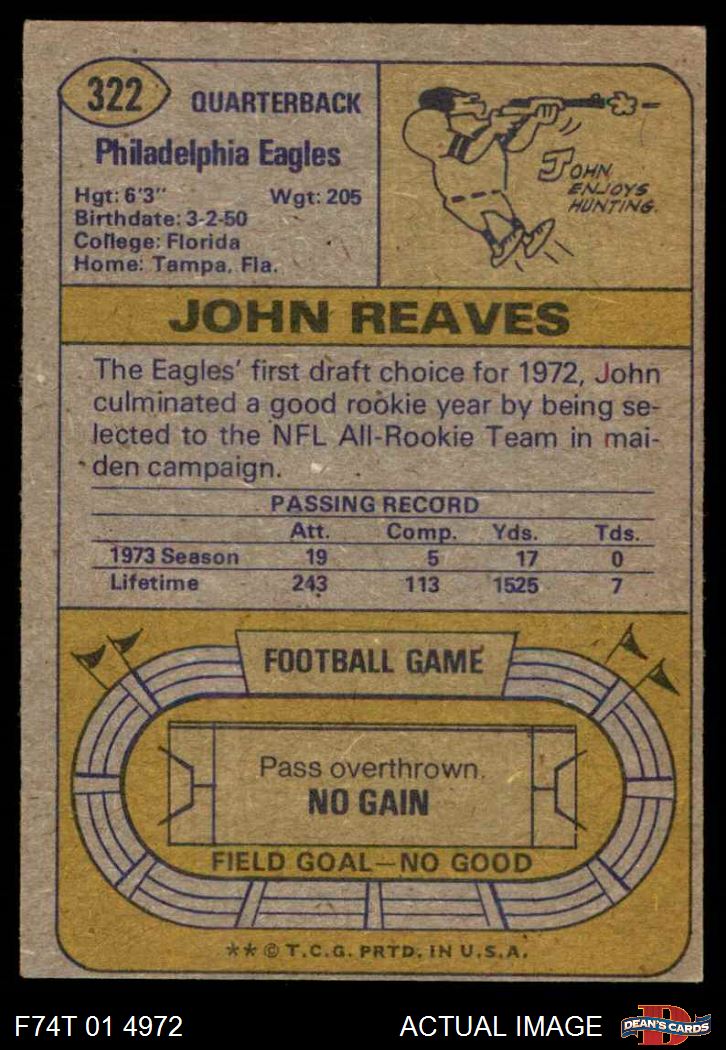 322
QUARTERBACK
Philadelphia Eagles
Hgt: 6'3" Wgt: 205
Birthdate: 3-2-50
College: Florida
Home: Tampa, Fla.
JOHN
ENJOYS
HUNTING.
JOHN REAVES
The Eagles' first draft choice for 1972, John
culminated a good rookie year by being se-
lected to the NFL All-Rookie Team in mai-
den campaign.
PASSING RECORD
Att. Comp. Yds. Tds.
1973 Season 19 5 17 0
Lifetime 243 113 1525 7
FOOTBALL GAME
Pass overthrown.
NO GAIN
FIELD GOAL—NO GOOD
** © T.C.G. PRTD. IN U.S.A.
F74T 01 4972 ACTUAL IMAGE
D
DEAN'S CARDS